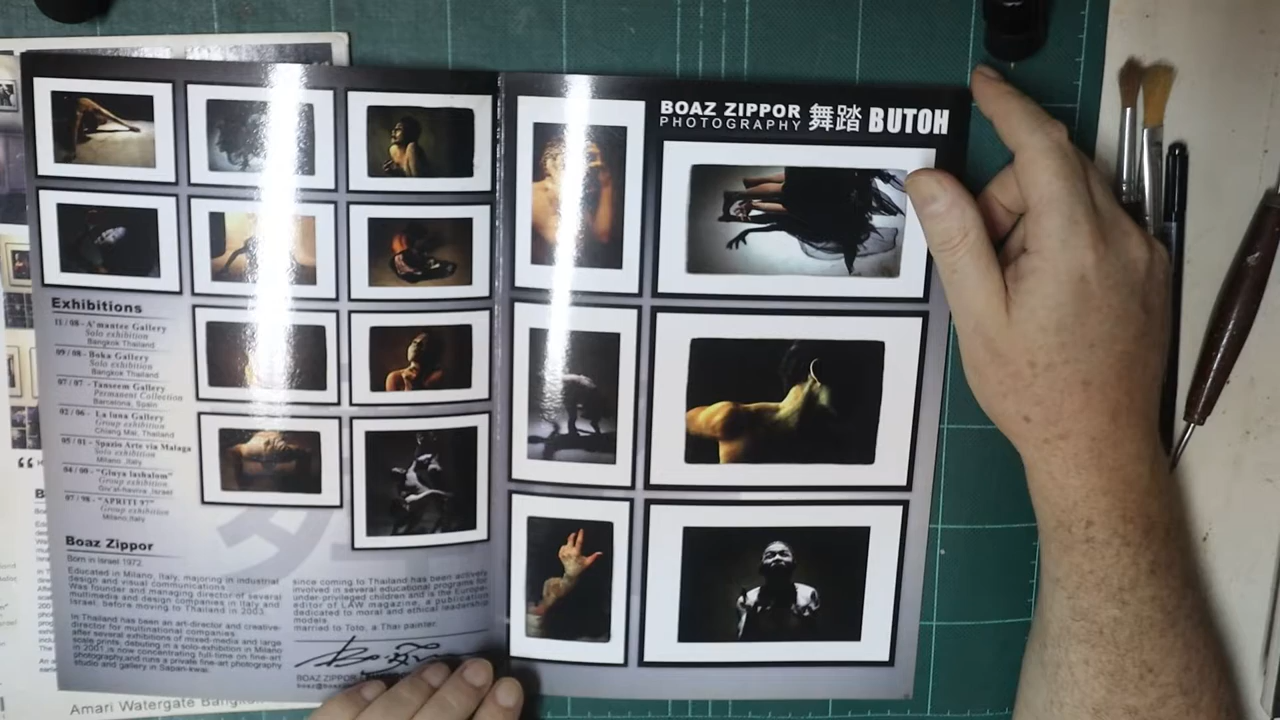 BOAZ ZIPPOR
PHOTOGRAPHY
舞踏 BUTOH
Exhibitions
11 / 08 - A'mantee Gallery
Solo exhibition
Bangkok Thailand
09 / 08 - Boka Gallery
Solo exhibition
Bangkok Thailand
07 / 07 - Tanseem Gallery
Permanent Collection
Barcelona, Spain
02 / 06 - La luna Gallery
Group exhibition
Chiang Mai, Thailand
05 / 01 - Spazio Arte via Malaga
Solo exhibition
Milano ,Italy
Group exhibition
07 / 98 - "APRITI 97"
Group exhibition
Milano,Italy
Boaz Zippor
Born in Israel 1972.
Educated in Milano, Italy, majoring in industrial
design and visual communications.
Was founder and managing director of several
multimedia and design companies in Italy and
Israel, before moving to Thailand in 2003.
In Thailand has been an art-director and creative-
director for multinational companies
after several exhibitions of mixed-media and large
scale prints, debuting in a solo-exhibition in Milano
in 2001 is now concentrating full-time on fine-art
photography,and runs a private fine-art photography
studio and gallery in Sapan-kwai.
since coming to Thailand has been actively
involved in several educational programs for
under-privileged children and is the Europe-
editor of LAW magazine, a publication
dedicated to moral and ethical leadership
models.
married to Toto, a Thai painter.
BOAZ ZIPPOR
Amari Watergate